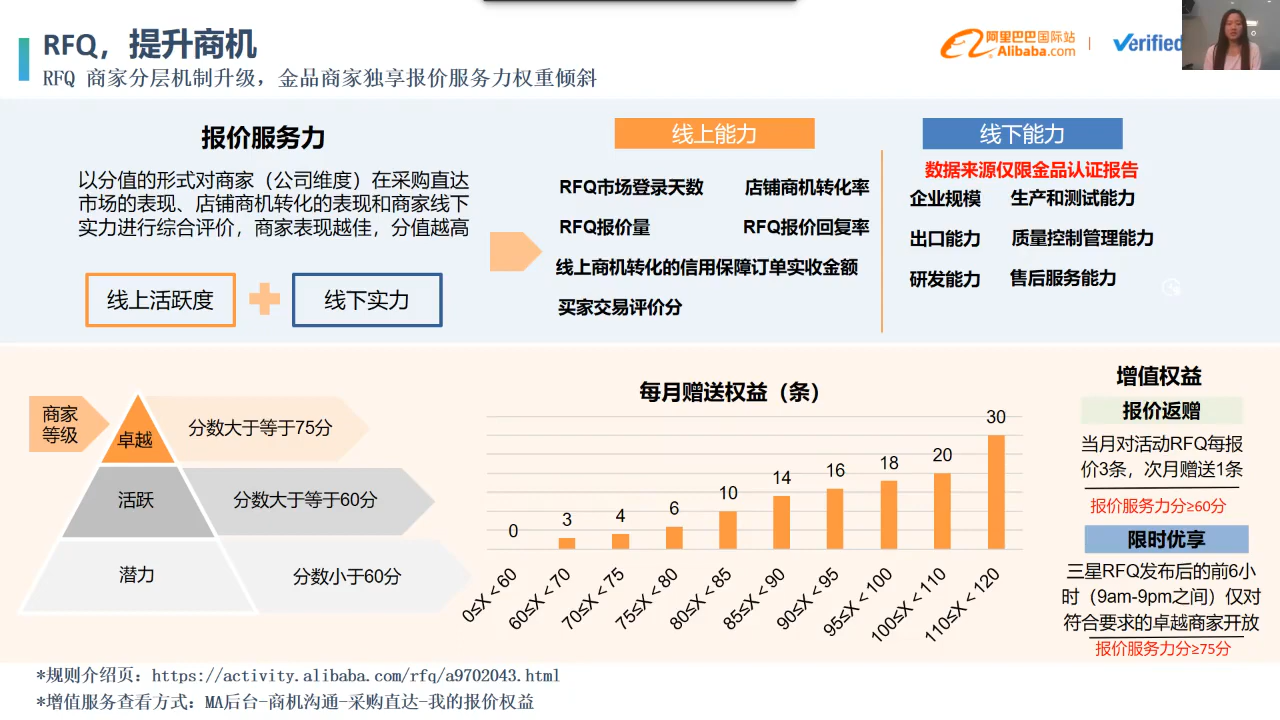 RFQ，提升商机
RFQ 商家分层机制升级，金品商家独享报价服务力权重倾斜
阿里巴巴国际站
Alibaba.com
Verified
报价服务力
以分值的形式对商家（公司维度）在采购直达
市场的表现、店铺商机转化的表现和商家线下
实力进行综合评价，商家表现越佳，分值越高
线上活跃度
线下实力
线上能力
RFQ市场登录天数 店铺商机转化率
RFQ报价量 RFQ报价回复率
线上商机转化的信用保障订单实收金额
买家交易评价分
线下能力
数据来源仅限金品认证报告
企业规模 生产和测试能力
出口能力 质量控制管理能力
研发能力 售后服务能力
商家
等级
卓越
分数大于等于75分
活跃
分数大于等于60分
潜力
分数小于60分
每月赠送权益（条）
0 3 4 6 10 14 16 18 20 30
0≤X＜60
60≤X＜70
70≤X＜75
75≤X＜80
80≤X＜85
85≤X＜90
90≤X＜95
95≤X＜100
100≤X＜110
110≤X＜120
增值权益
报价返赠
当月对活动RFQ每报
价3条，次月赠送1条
报价服务力分≥60分
限时优享
三星RFQ发布后的前6小
时（9am-9pm之间）仅对
符合要求的卓越商家开放
报价服务力分≥75分
*规则介绍页：https://activity.alibaba.com/rfq/a9702043.html
*增值服务查看方式：MA后台-商机沟通-采购直达-我的报价权益